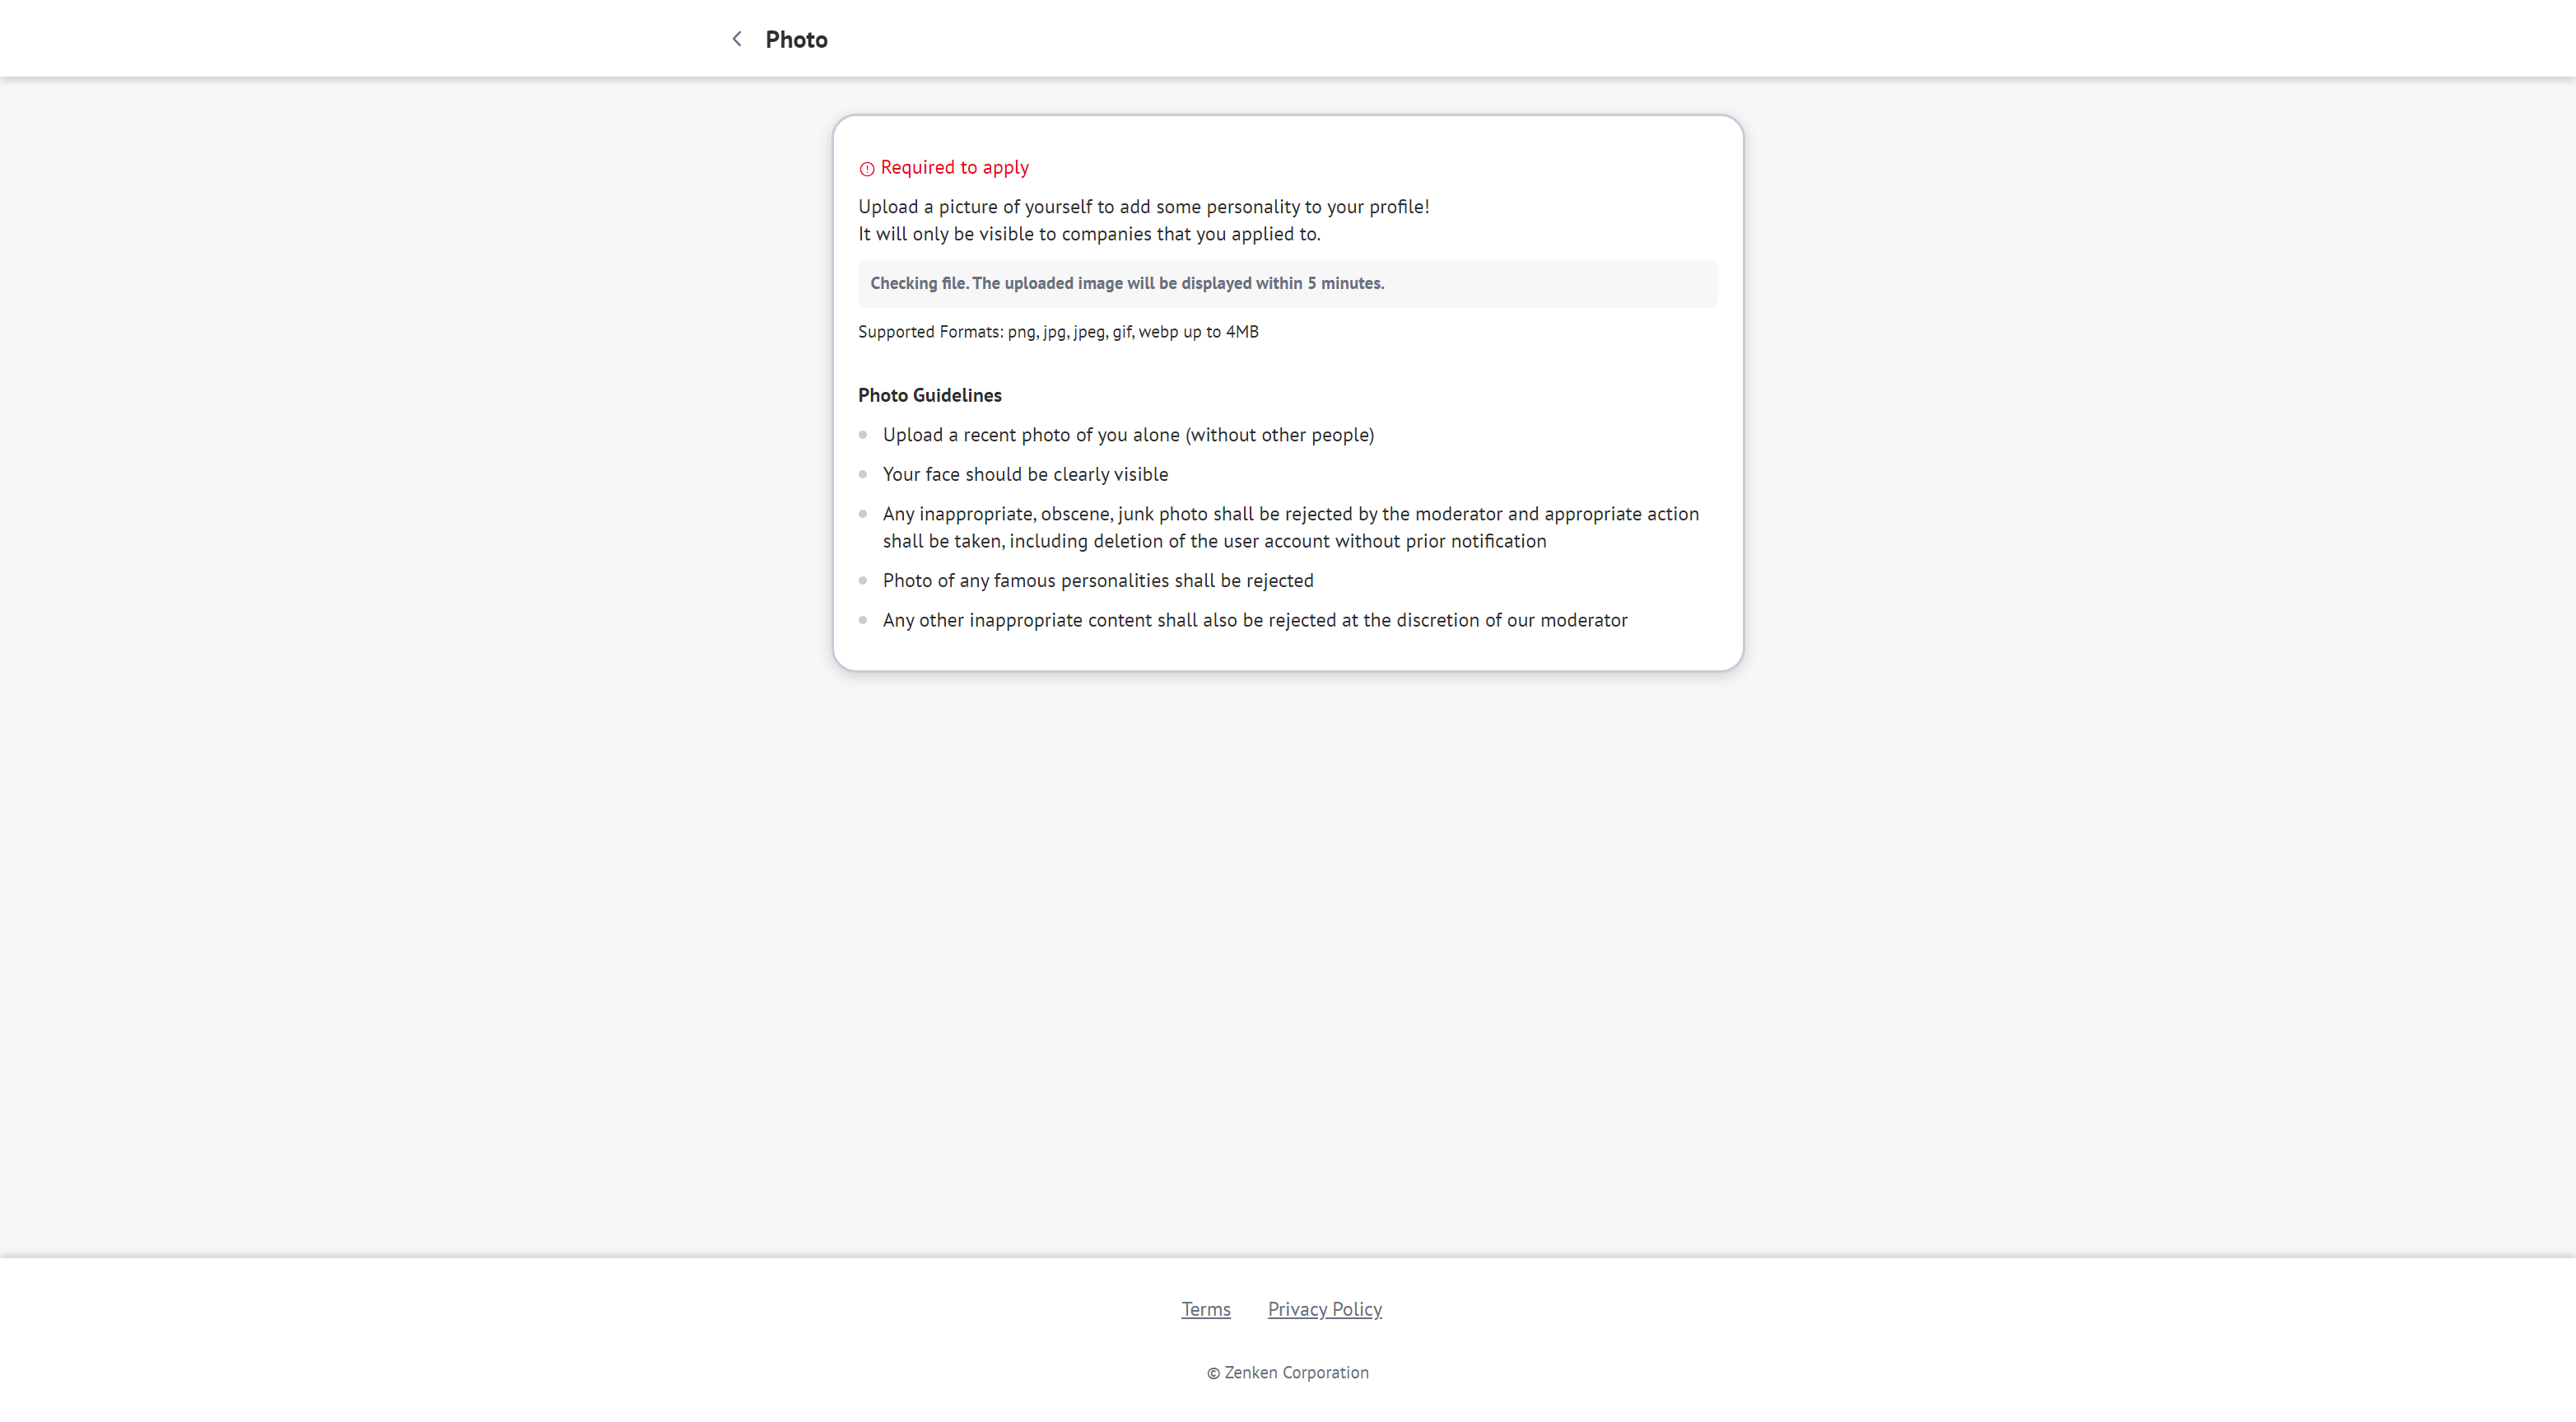 Photo
Required to apply
Upload a picture of yourself to add some personality to your profile!
It will only be visible to companies that you applied to.
Checking file. The uploaded image will be displayed within 5 minutes.
Supported Formats: png, jpg, jpeg, gif, webp up to 4MB
Photo Guidelines
Upload a recent photo of you alone (without other people)
Your face should be clearly visible
Any inappropriate, obscene, junk photo shall be rejected by the moderator and appropriate action
shall be taken, including deletion of the user account without prior notification
Photo of any famous personalities shall be rejected
Any other inappropriate content shall also be rejected at the discretion of our moderator
Terms Privacy Policy
© Zenken Corporation